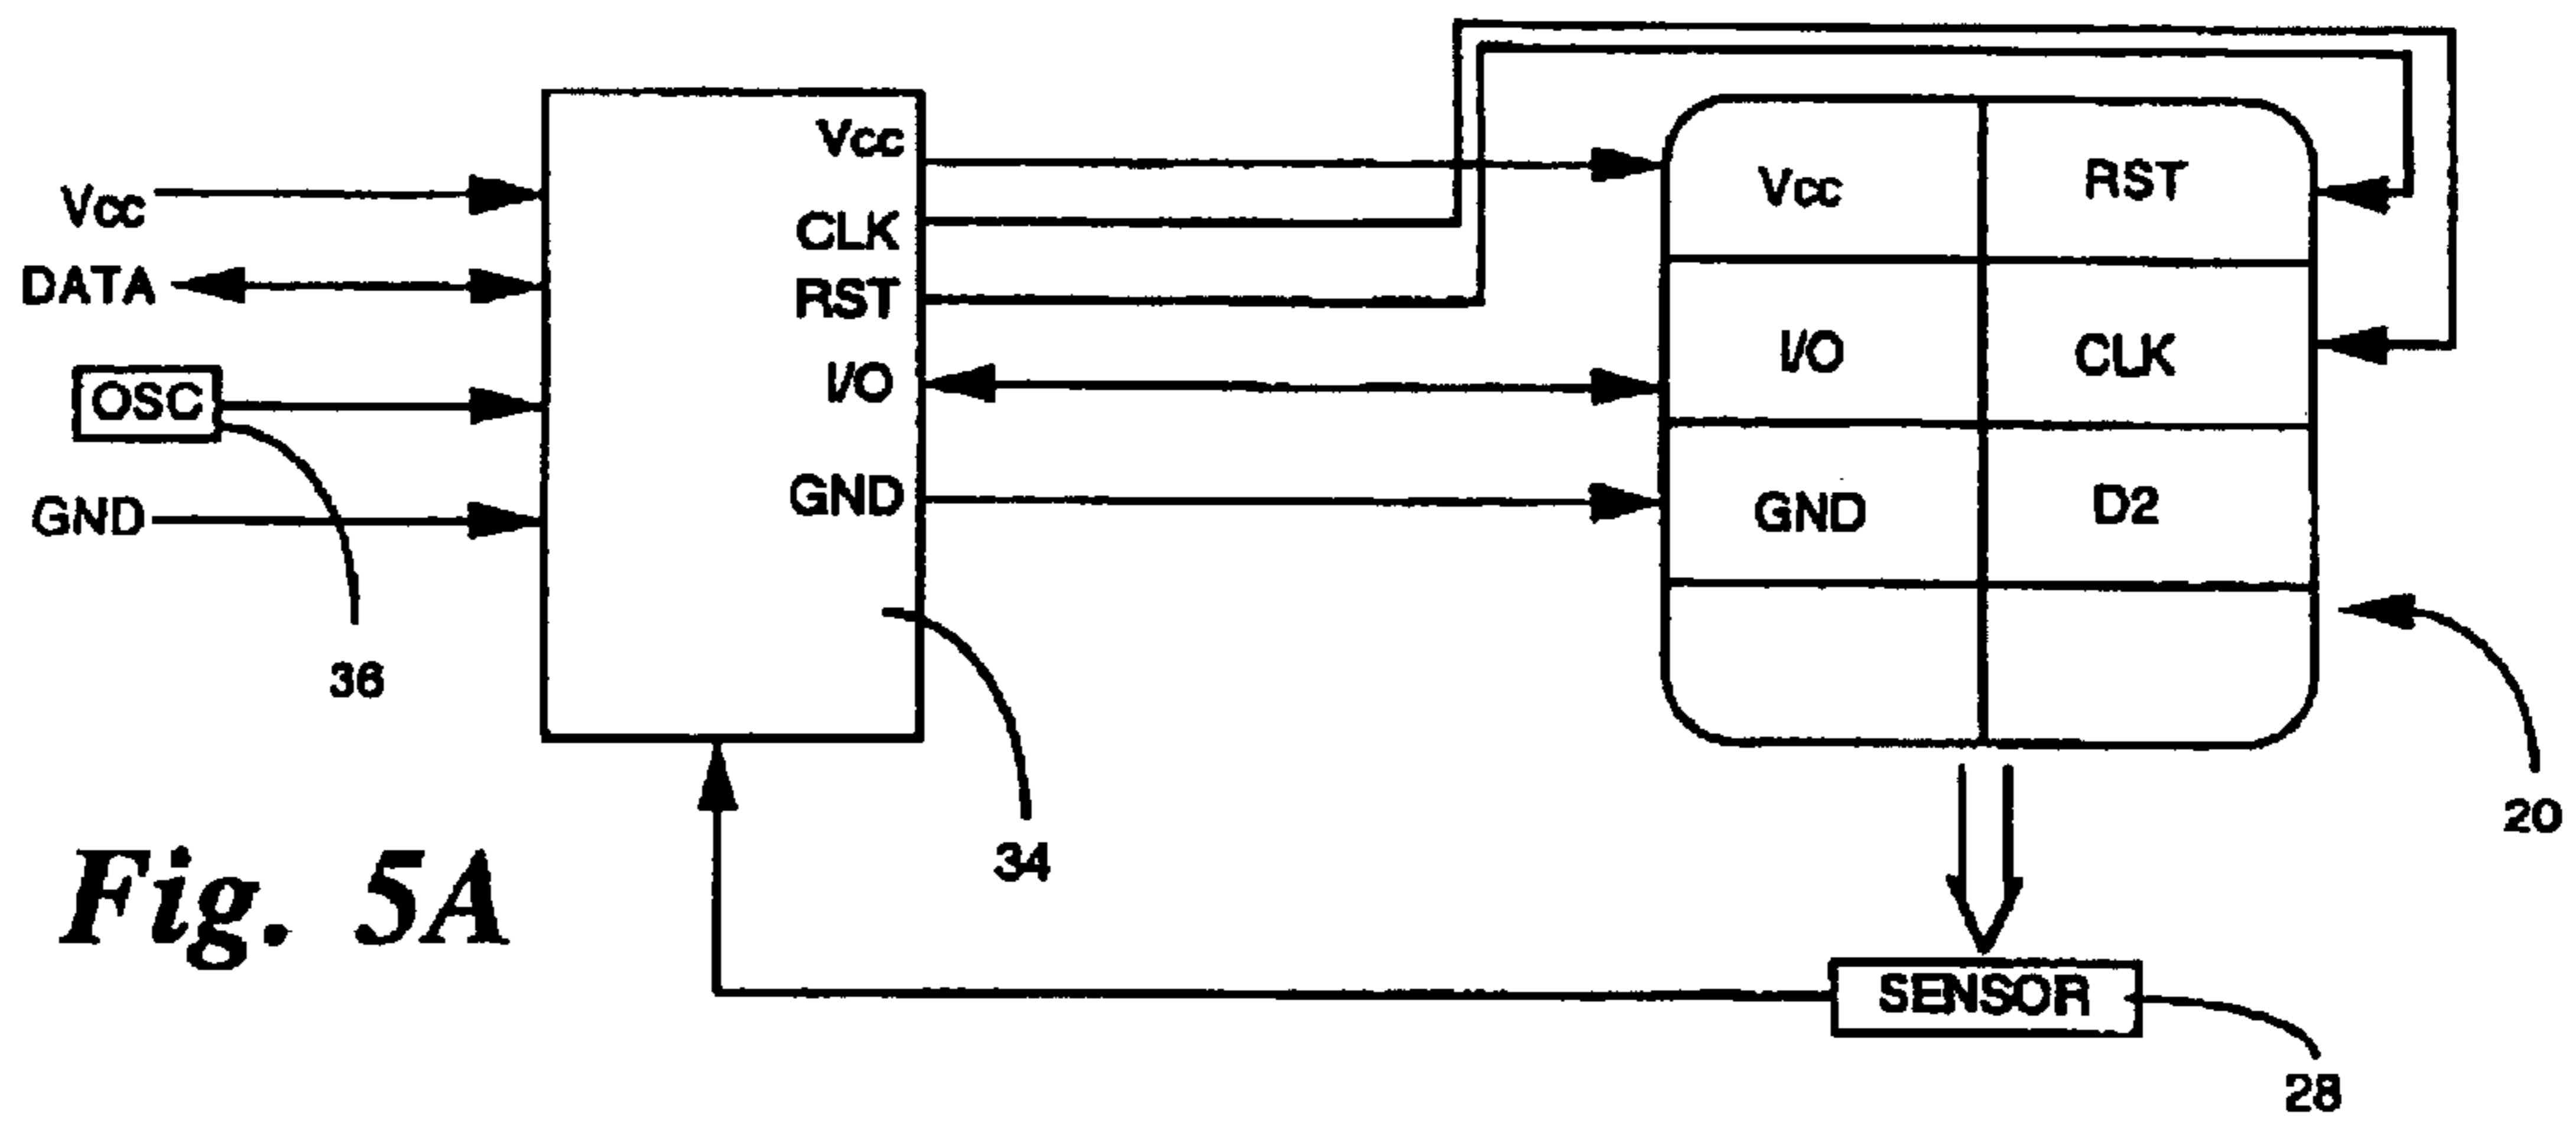 Vcc
DATA
OSC
GND
36
Vcc
CLK
RST
I/O
GND
34
Vcc
RST
I/O
CLK
GND
D2
20
SENSOR
28
Fig. 5A